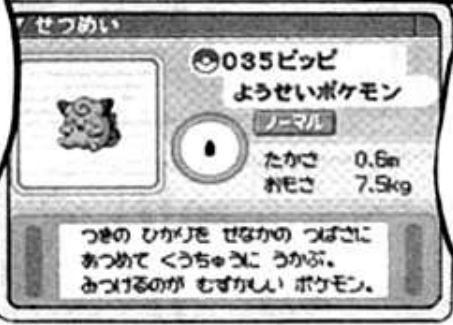 せつめい
035ピッピ
ようせいポケモン
ノーマル
たかさ 0.6m
おもさ 7.5kg
つきの ひかりを せなかの つばさに
あつめて くうちゅうに うかぶ。
みつけるのが むずかしい ポケモン。